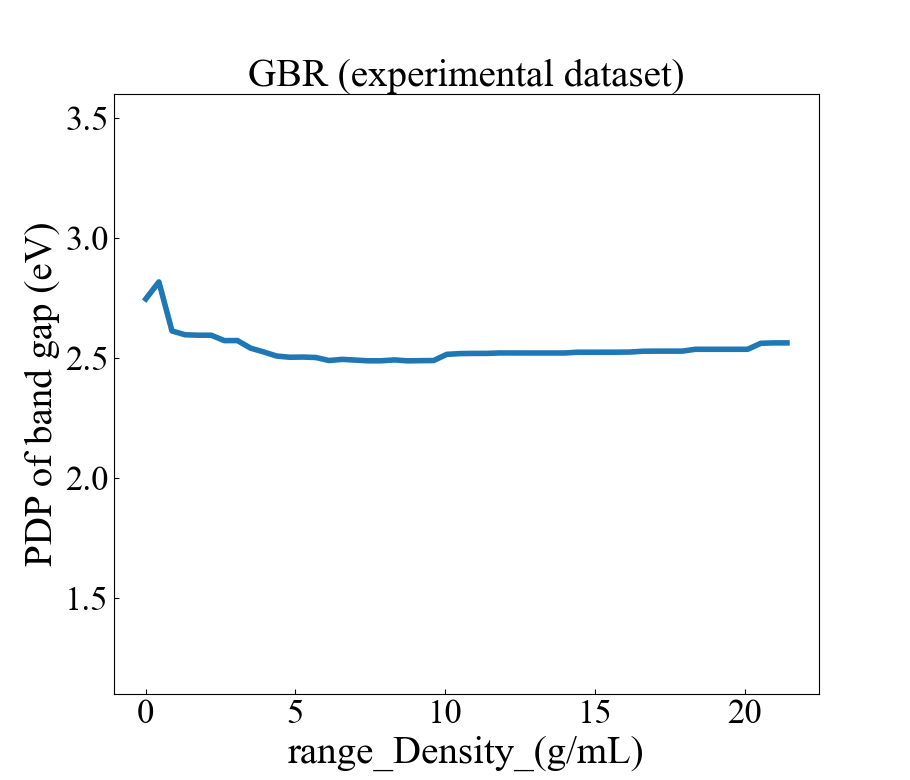 GBR (experimental dataset)
PDP of band gap (eV)
3.5
3.0
2.5
2.0
1.5
0 5 10 15 20
range_Density_(g/mL)